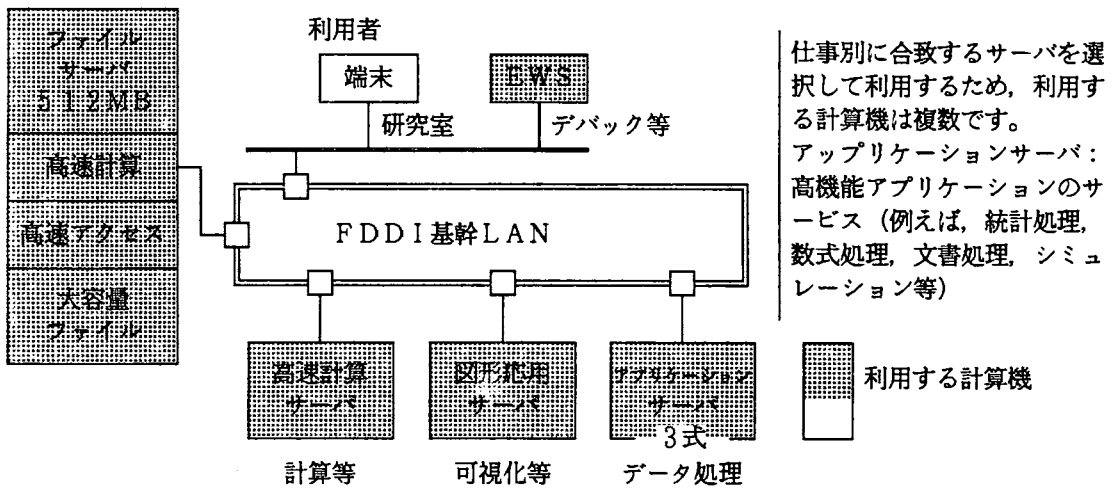 ファイル
サーバ
512MB
高速計算
高速アクセス
大容量
ファイル
利用者
端末
EWS
研究室
デバック等
FDDI基幹LAN
高速計算
サーバ
計算等
図形応用
サーバ
可視化等
アプリケーション
サーバ
3式
データ処理
仕事別に合致するサーバを選
択して利用するため,利用す
る計算機は複数です。
アップリケーションサーバ:
高機能アプリケーションのサ
ービス(例えば,統計処理,
数式処理,文書処理,シミュ
レーション等)
利用する計算機